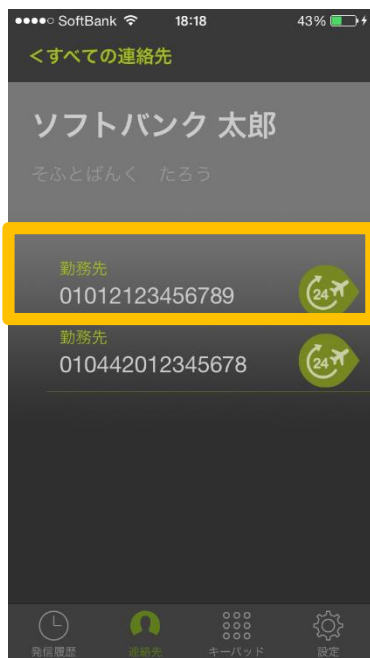 ●●●●○ SoftBank 18:18 43%
<すべての連絡先
ソフトバンク 太郎
そふとばんく たろう
勤務先
01012123456789
24
勤務先
010442012345678
24
発信履歴 連絡先 キーパッド 設定